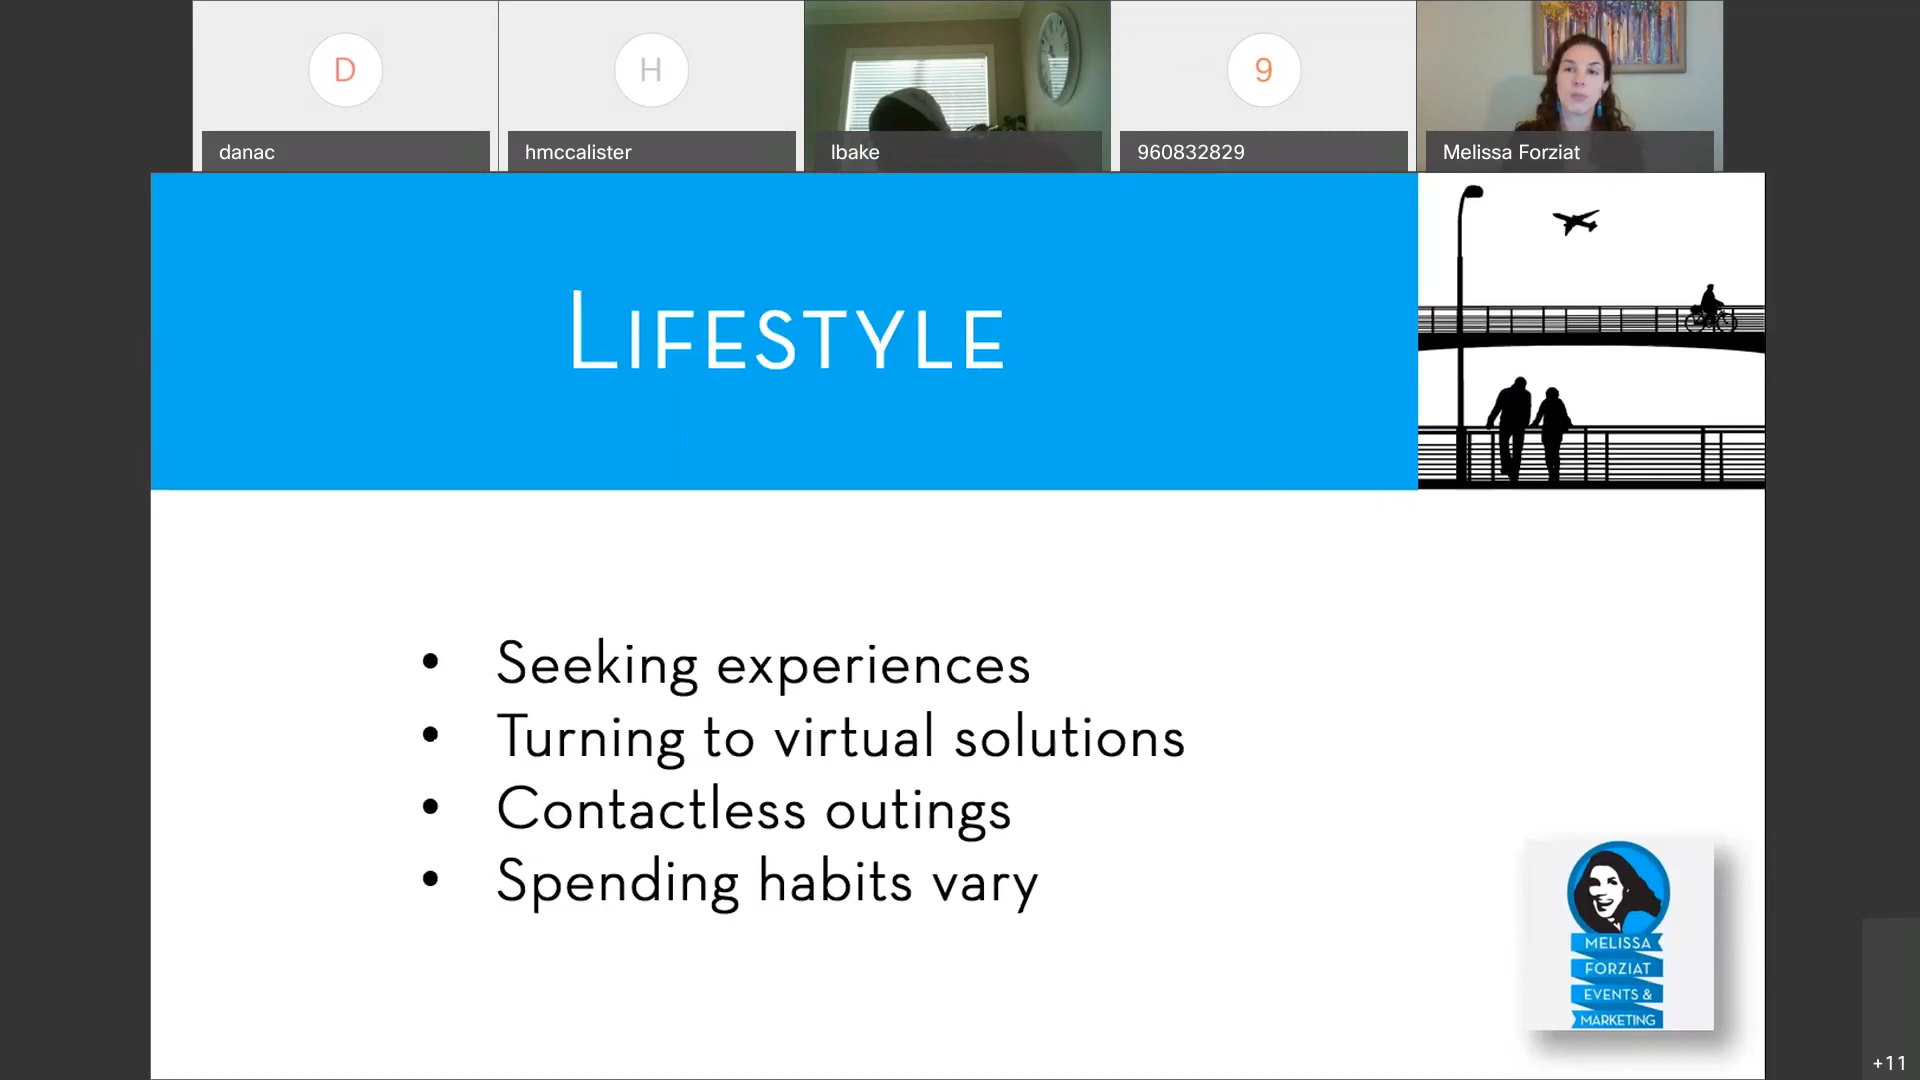 D
H
9
danac
hmccalister
lbake
960832829
Melissa Forziat
LIFESTYLE
• Seeking experiences
• Turning to virtual solutions
• Contactless outings
• Spending habits vary
MELISSA
FORZIAT
EVENTS &
MARKETING
+11